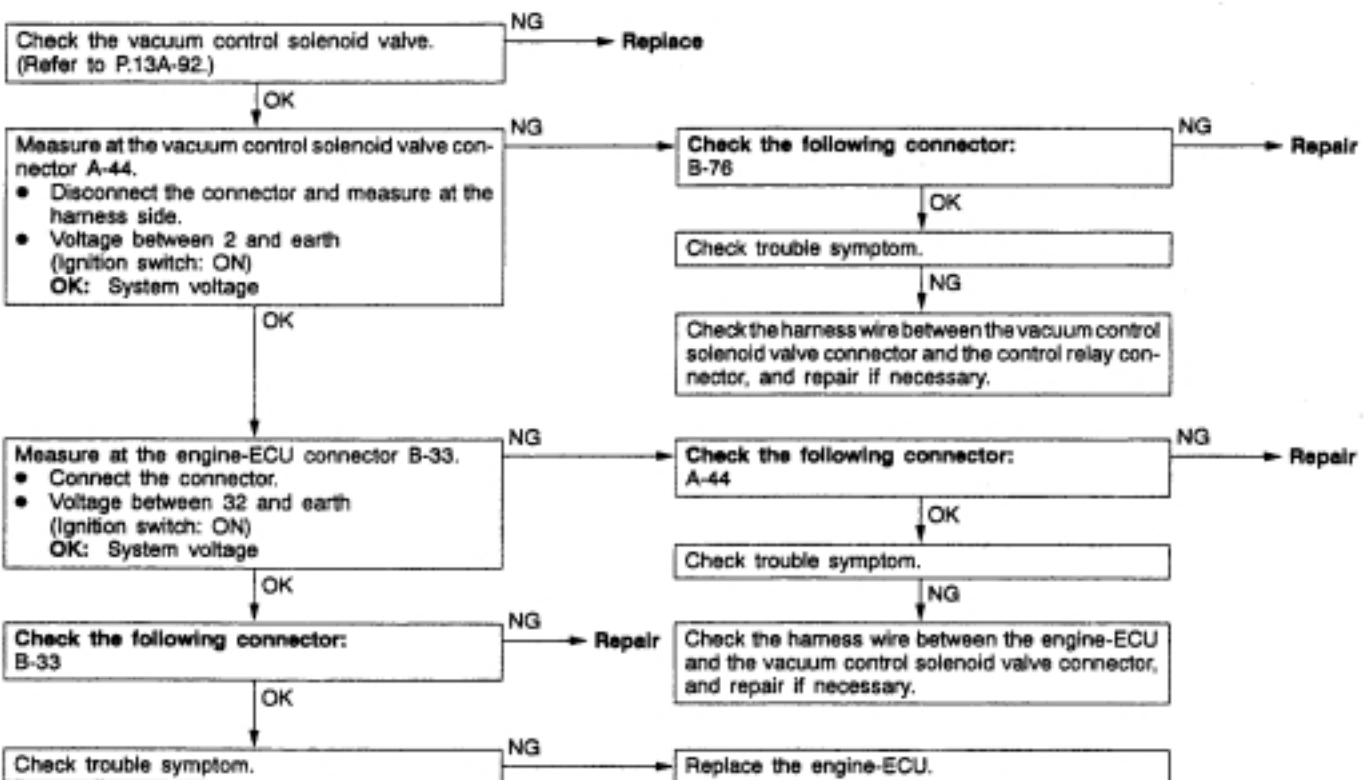 Check the vacuum control solenoid valve.
(Refer to P.13A-92.)
NG
Replace
OK
Measure at the vacuum control solenoid valve con-
nector A-44.
● Disconnect the connector and measure at the
harness side.
● Voltage between 2 and earth
(Ignition switch: ON)
OK: System voltage
NG
Check the following connector:
B-76
NG
Repair
OK
Check trouble symptom.
NG
Check the harness wire between the vacuum control
solenoid valve connector and the control relay con-
nector, and repair if necessary.
OK
Measure at the engine-ECU connector B-33.
● Connect the connector.
● Voltage between 32 and earth
(Ignition switch: ON)
OK: System voltage
NG
Check the following connector:
A-44
NG
Repair
OK
Check trouble symptom.
NG
Check the harness wire between the engine-ECU
and the vacuum control solenoid valve connector,
and repair if necessary.
OK
Check the following connector:
B-33
NG
Repair
OK
Check trouble symptom.
NG
Replace the engine-ECU.